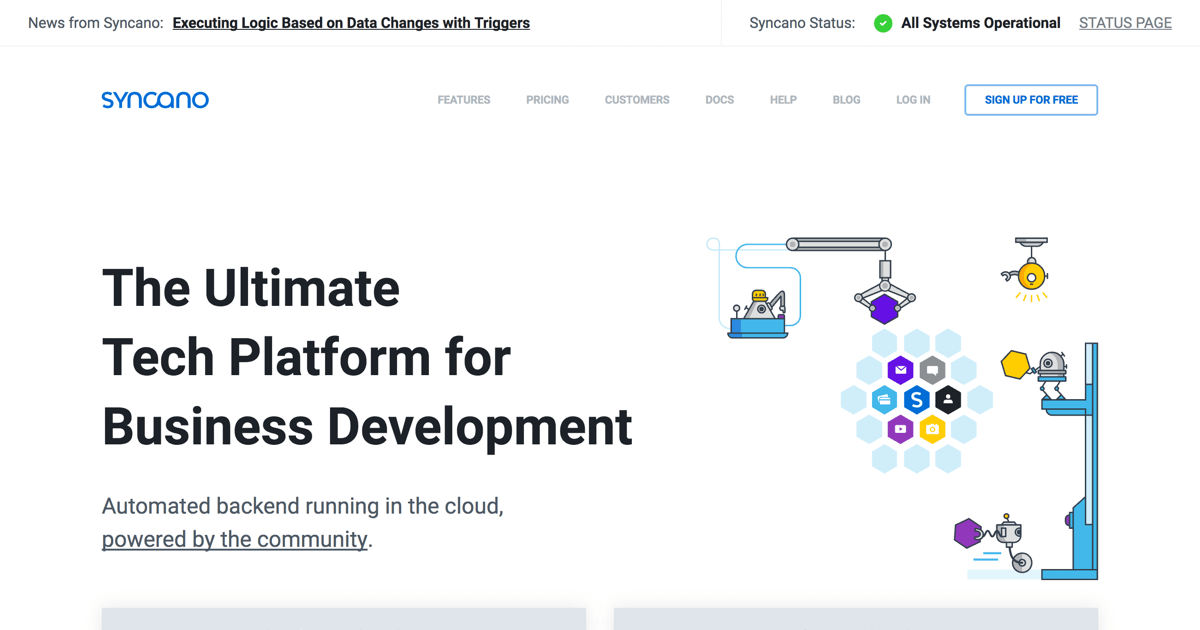 News from Syncano: Executing Logic Based on Data Changes with Triggers
Syncano Status: All Systems Operational STATUS PAGE
SYNCANO
FEATURES PRICING CUSTOMERS DOCS HELP BLOG LOG IN SIGN UP FOR FREE
The Ultimate
Tech Platform for
Business Development
Automated backend running in the cloud,
powered by the community.
S